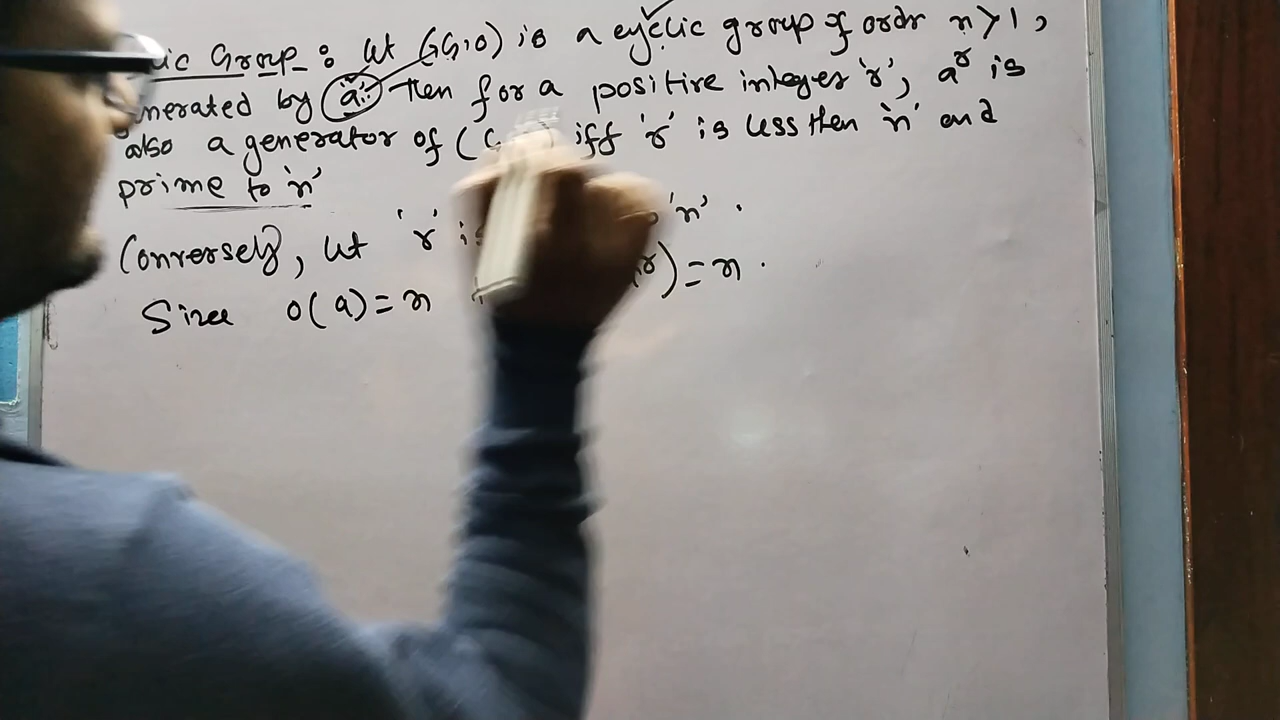 Group : Let (G,o) is a cyclic group of ordr n>1,
generated by 'a' then for a positive integer 'r', a^r is
also a generator of (G iff 'r' is less then 'n' and
prime to 'n'
Conversely, let 'r' is 'n'.
Since o(a)=n r)=n.